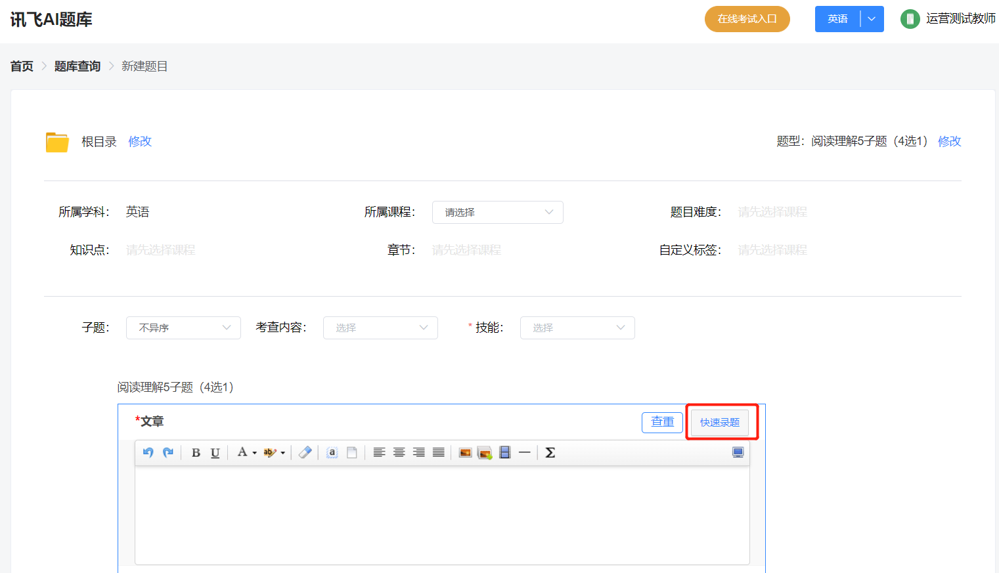 讯飞AI题库
在线考试入口
英语
运营测试教师
首页 > 题库查询 > 新建题目
根目录 修改
题型：阅读理解5子题（4选1） 修改
所属学科： 英语 所属课程： 请选择 题目难度： 请先选择课程
知识点： 请先选择课程 章节： 请先选择课程 自定义标签： 请先选择课程
子题： 不异序 考查内容： 选择 *技能： 选择
阅读理解5子题（4选1）
*文章 查重 快速录题
B U A ab a Σ